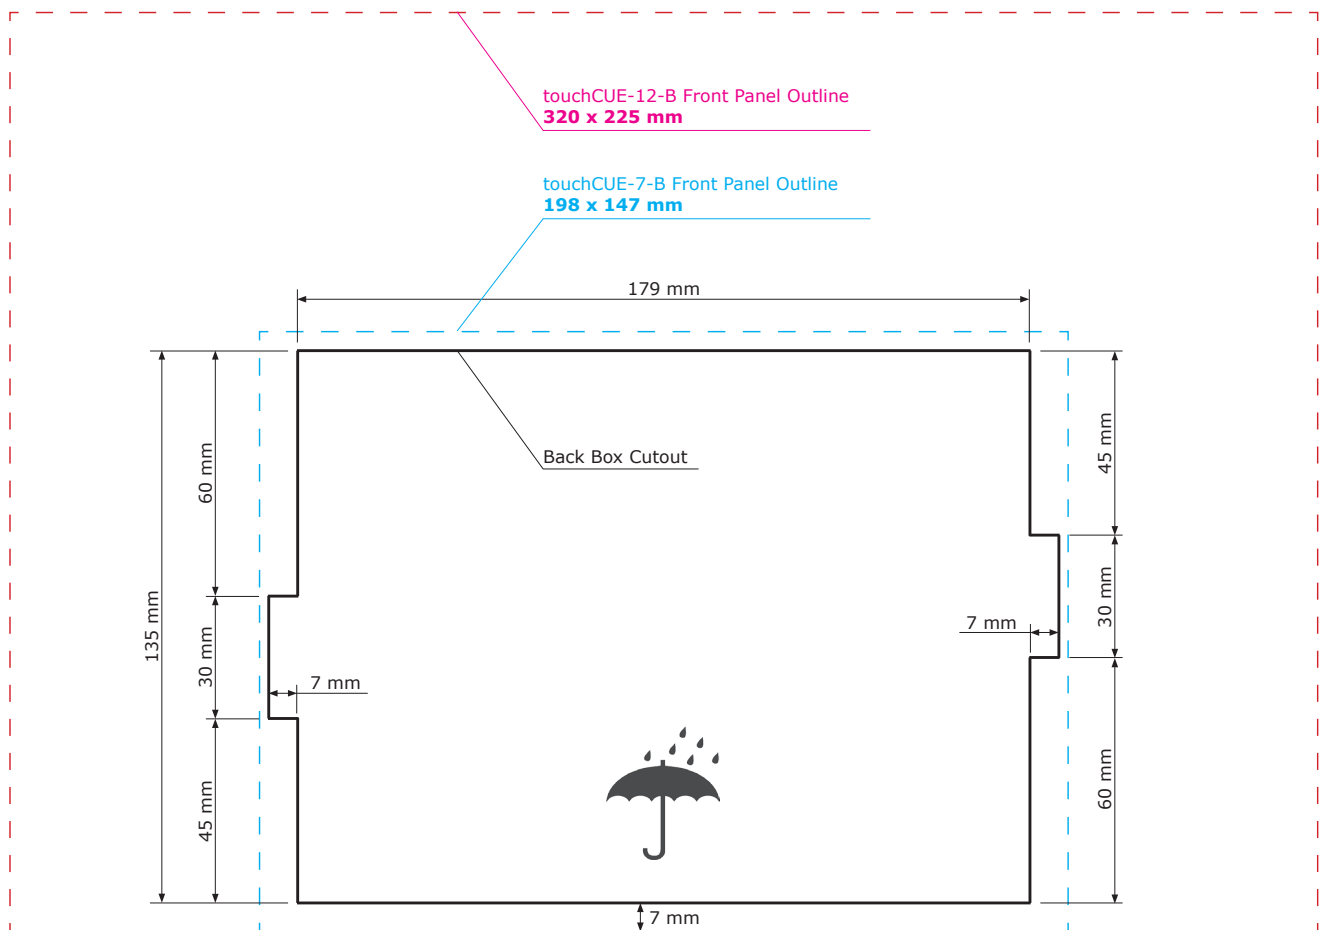 touchCUE-12-B Front Panel Outline
320 x 225 mm
touchCUE-7-B Front Panel Outline
198 x 147 mm
179 mm
Back Box Cutout
60 mm
45 mm
135 mm
30 mm
30 mm
7 mm
7 mm
45 mm
60 mm
7 mm